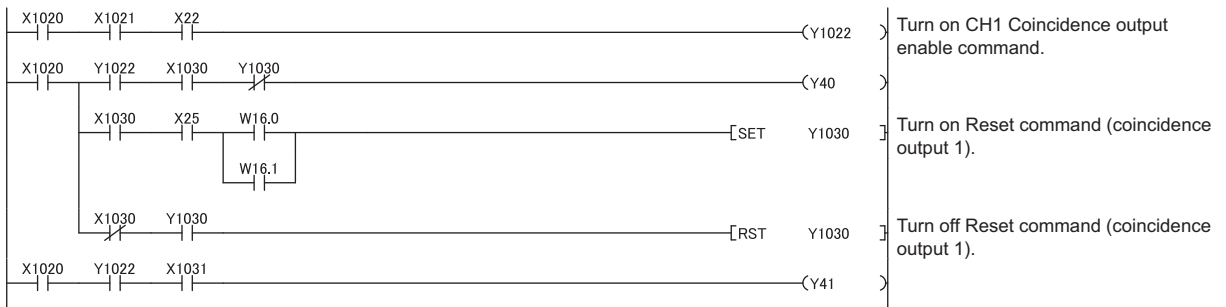 X1020 X1021 X22
(Y1022 )
Turn on CH1 Coincidence output
enable command.
X1020 Y1022 X1030 Y1030
(Y40 )
X1030 X25 W16.0
[SET Y1030 ]
Turn on Reset command (coincidence
output 1).
W16.1
X1030 Y1030
[RST Y1030 ]
Turn off Reset command (coincidence
output 1).
X1020 Y1022 X1031
(Y41 )